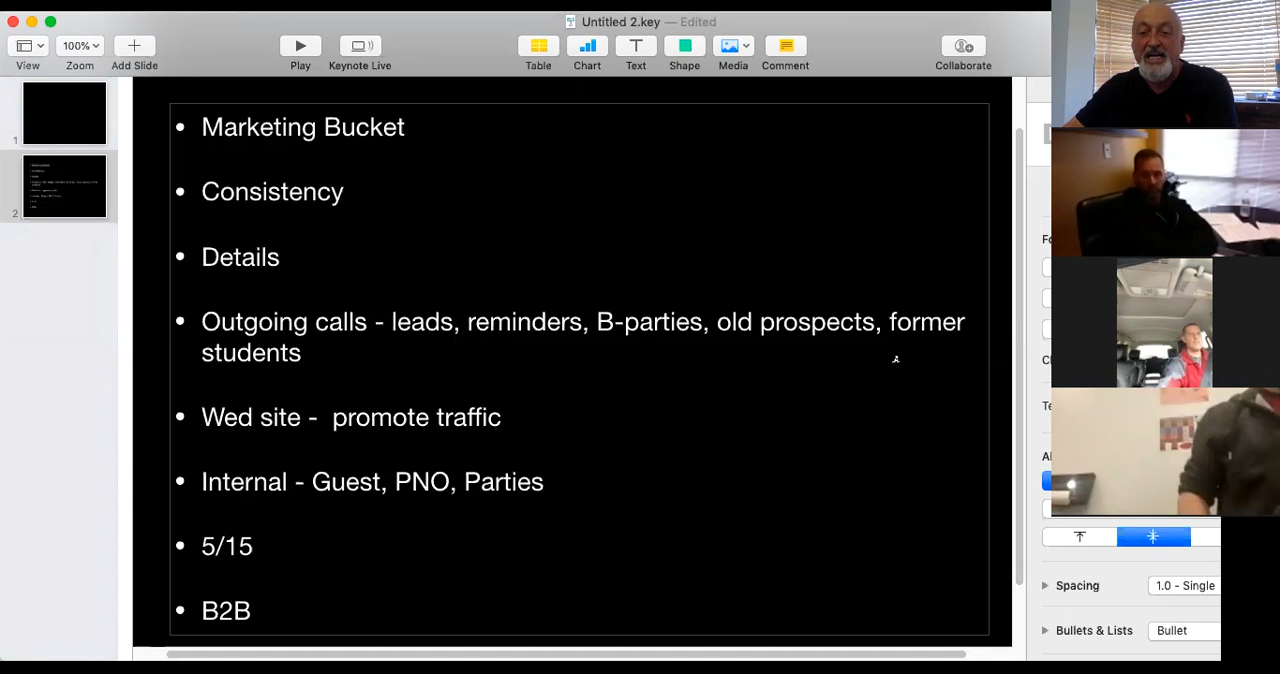 Untitled 2.key — Edited
View
100%
Zoom
Add Slide
Play
Keynote Live
Table
Chart
Text
Shape
Media
Comment
Collaborate
1
2
• Marketing Bucket
• Consistency
• Details
• Outgoing calls - leads, reminders, B-parties, old prospects, former
students
• Wed site - promote traffic
• Internal - Guest, PNO, Parties
• 5/15
• B2B
Spacing
1.0 - Single
Bullets & Lists
Bullet